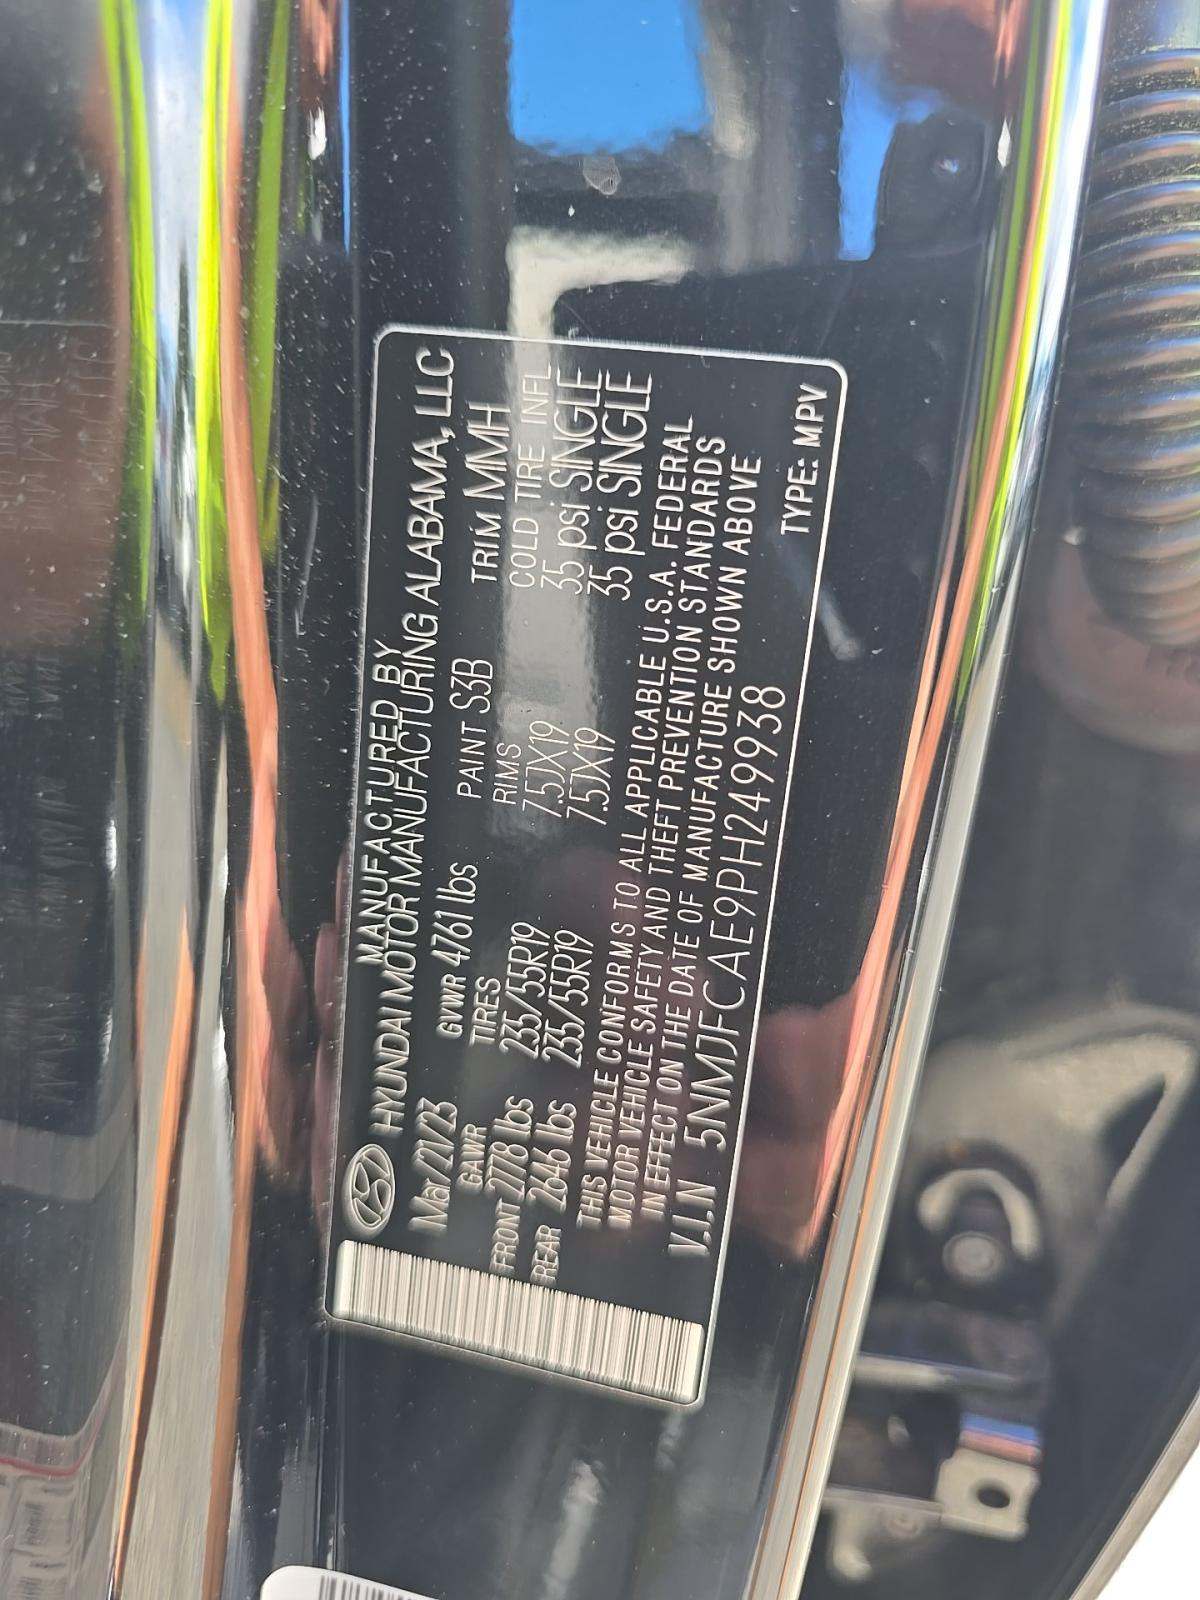 MANUFACTURED BY
HYUNDAI MOTOR MANUFACTURING ALABAMA, LLC
GVWR 4761 lbs PAINT S3B TRIM MMH
GAWR TIRES RIMS COLD TIRE INFL
FRONT 2778 lbs 235/55R19 7.5JX19 35 psi SINGLE
REAR 2646 lbs 235/55R19 7.5JX19 35 psi SINGLE
THIS VEHICLE CONFORMS TO ALL APPLICABLE U.S.A. FEDERAL
MOTOR VEHICLE SAFETY AND THEFT PREVENTION STANDARDS
IN EFFECT ON THE DATE OF MANUFACTURE SHOWN ABOVE
V.I.N 5NMJFCAE9PH249938
TYPE: MPV